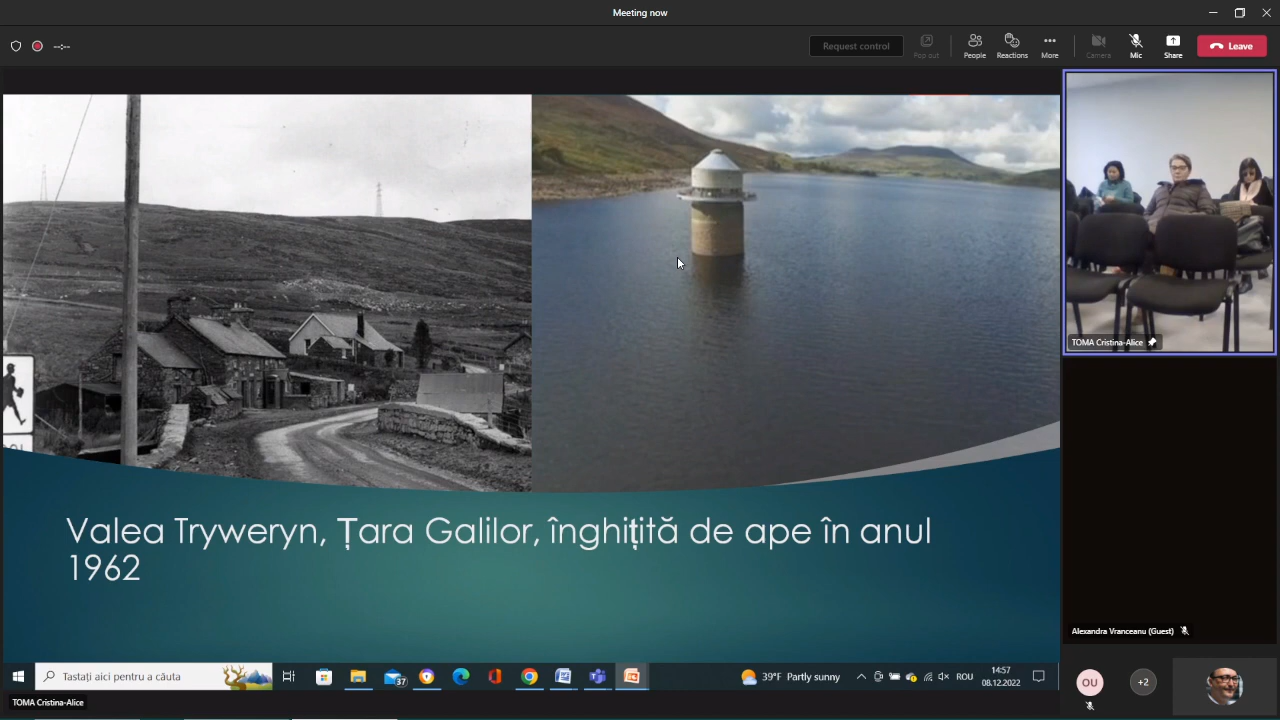 Meeting now
--:--
Request control
Pop out
People
Reactions
More
Camera
Mic
Share
Leave
TOMA Cristina-Alice
Valea Tryweryn, Țara Galilor, înghițită de ape în anul
1962
Alexandra Vranceanu (Guest)
Tastați aici pentru a căuta
37
39°F Partly sunny
ROU
14:57
08.12.2022
OU
+2
TOMA Cristina-Alice